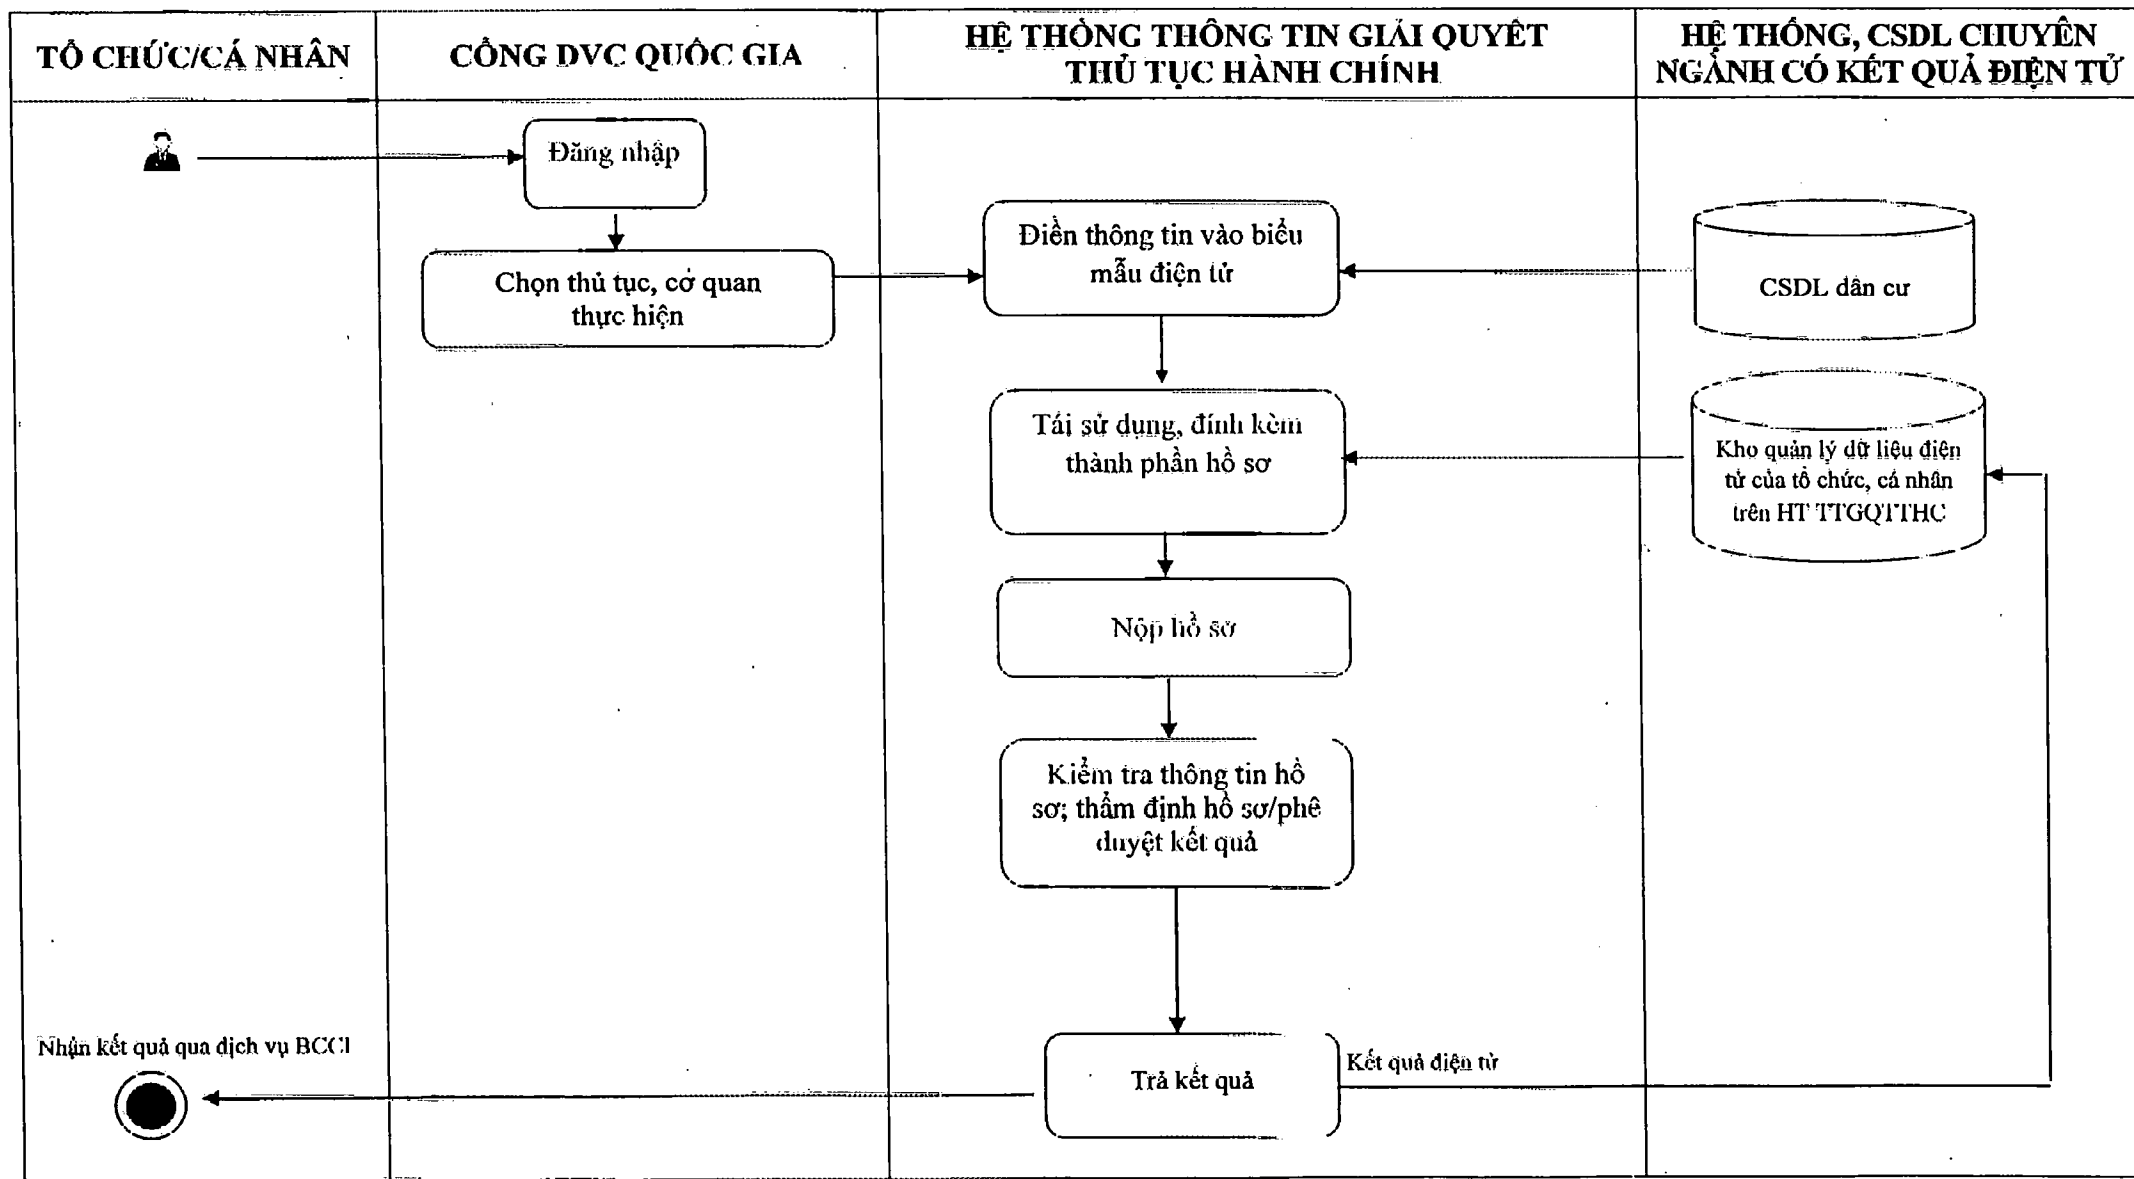 TỔ CHỨC/CÁ NHÂN
CỔNG DVC QUỐC GIA
HỆ THỐNG THÔNG TIN GIẢI QUYẾT
THỦ TỤC HÀNH CHÍNH
HỆ THỐNG, CSDL CHUYÊN
NGÀNH CÓ KẾT QUẢ ĐIỆN TỬ
Đăng nhập
Chọn thủ tục, cơ quan
thực hiện
Điền thông tin vào biểu
mẫu điện tử
CSDL dân cư
Tái sử dụng, đính kèm
thành phần hồ sơ
Kho quản lý dữ liệu điện
tử của tổ chức, cá nhân
trên HT TTGQTTHC
Nộp hồ sơ
Kiểm tra thông tin hồ
sơ; thẩm định hồ sơ/phê
duyệt kết quả
Nhận kết quả qua dịch vụ BCCI
Trả kết quả
Kết quả điện tử